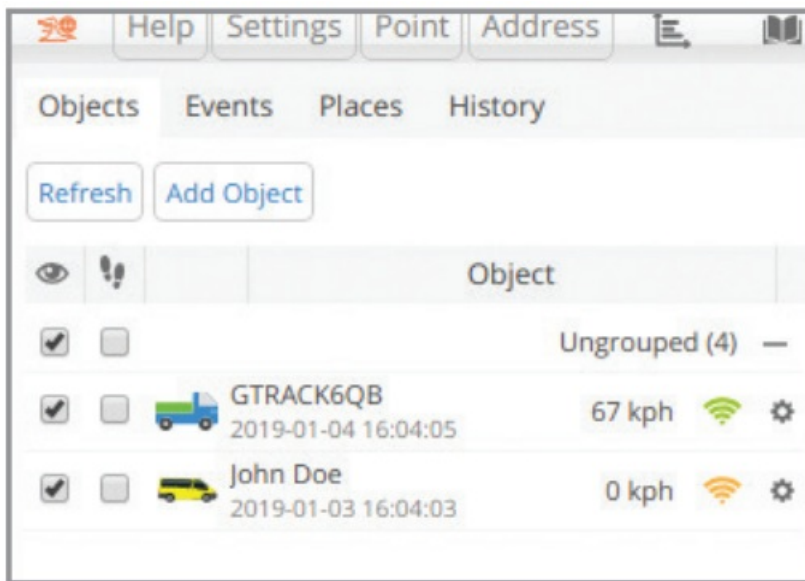 Help Settings Point Address
Objects Events Places History
Refresh Add Object
Object
Ungrouped (4)
GTRACK6QB
67 kph
2019-01-04 16:04:05
John Doe
0 kph
2019-01-03 16:04:03